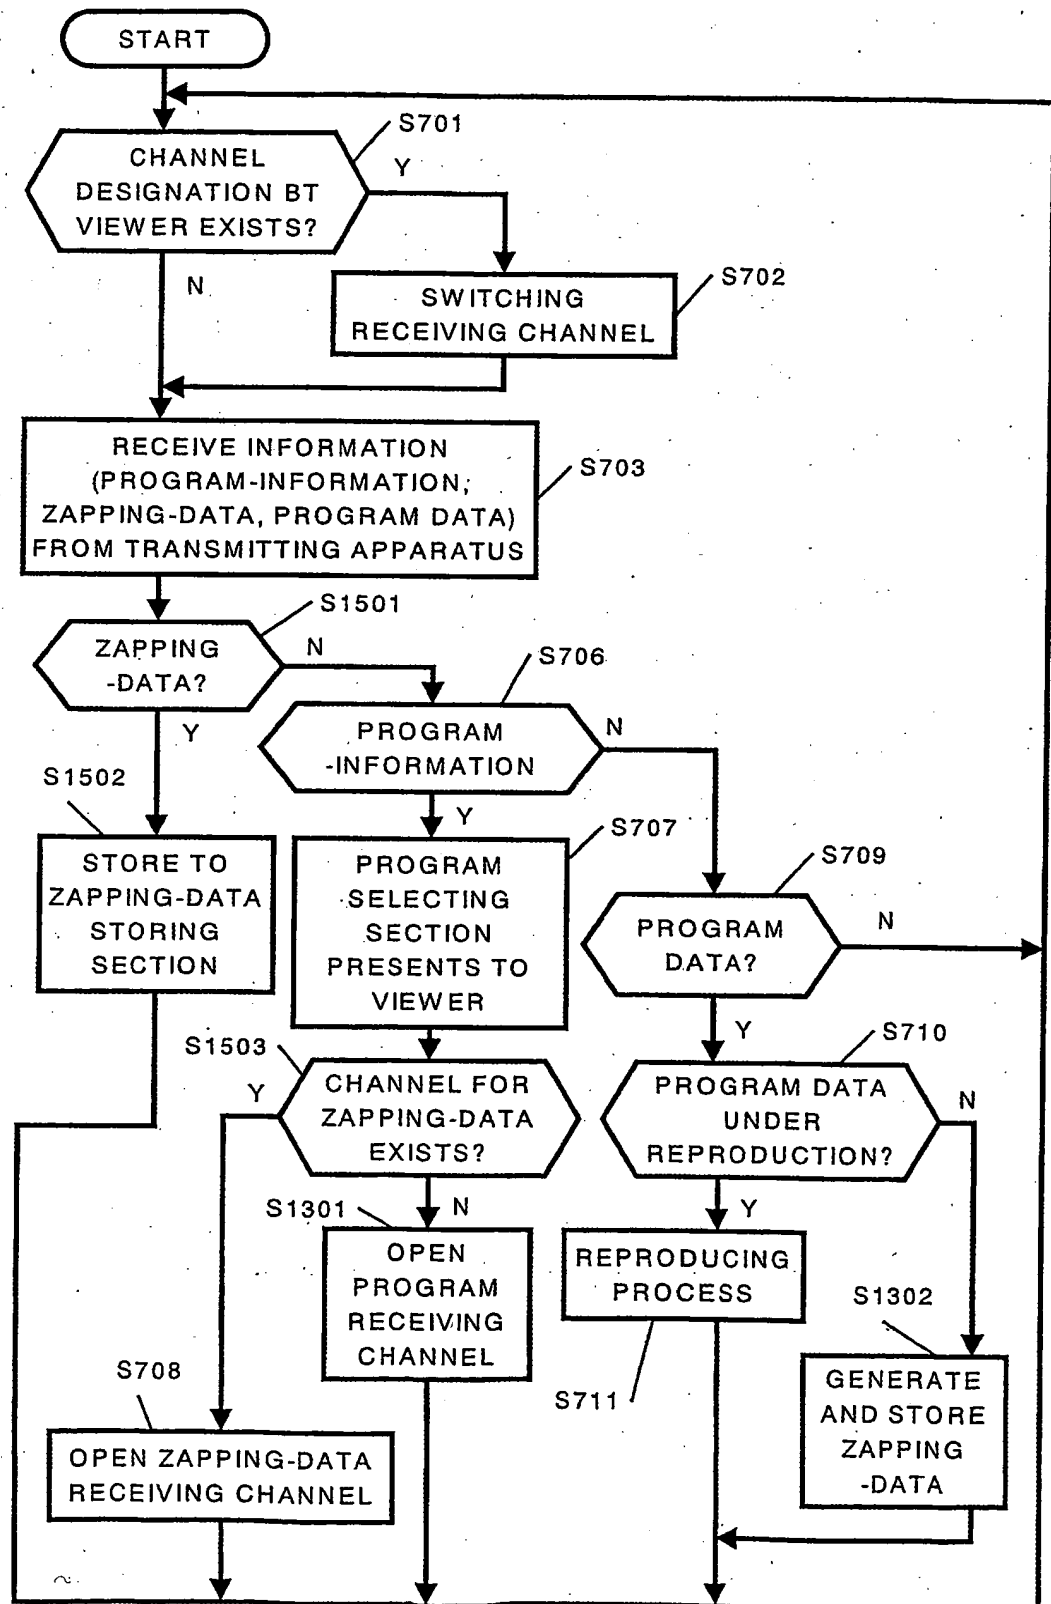 START
S701
CHANNEL
DESIGNATION BT
VIEWER EXISTS?
Y
N
S702
SWITCHING
RECEIVING CHANNEL
RECEIVE INFORMATION
(PROGRAM-INFORMATION,
ZAPPING-DATA, PROGRAM DATA)
FROM TRANSMITTING APPARATUS
S703
S1501
ZAPPING
-DATA?
N
Y
S706
PROGRAM
-INFORMATION
N
Y
S1502
STORE TO
ZAPPING-DATA
STORING
SECTION
S707
PROGRAM
SELECTING
SECTION
PRESENTS TO
VIEWER
S709
PROGRAM
DATA?
N
Y
S1503
CHANNEL FOR
ZAPPING-DATA
EXISTS?
Y
N
S710
PROGRAM DATA
UNDER
REPRODUCTION?
N
Y
S1301
OPEN
PROGRAM
RECEIVING
CHANNEL
REPRODUCING
PROCESS
S711
S1302
GENERATE
AND STORE
ZAPPING
-DATA
S708
OPEN ZAPPING-DATA
RECEIVING CHANNEL